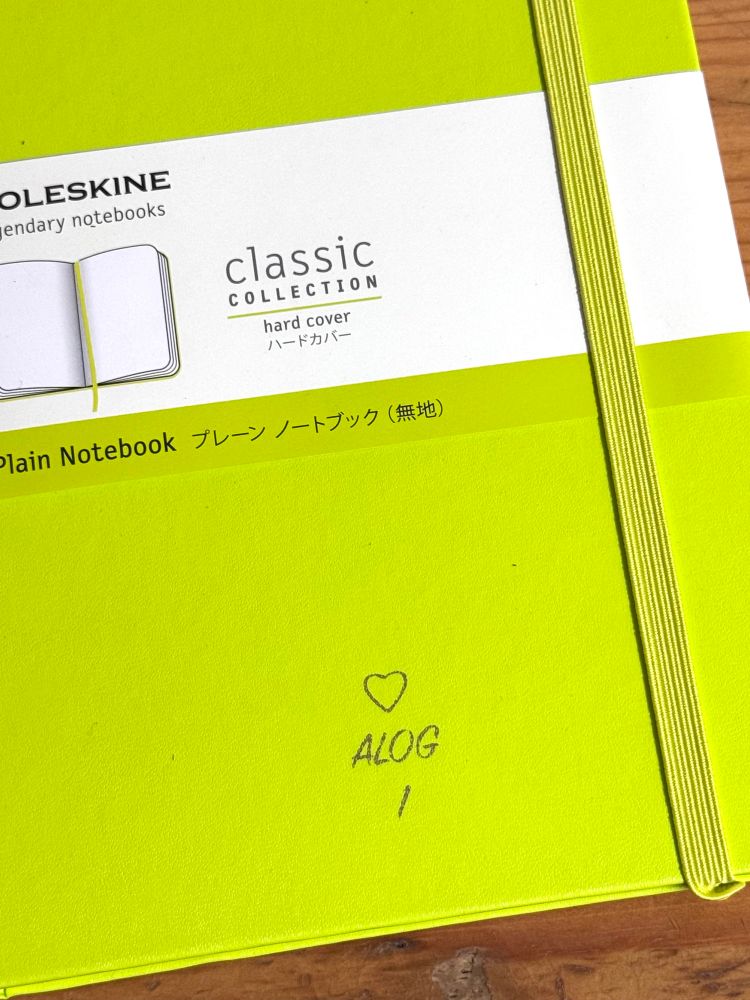 OLESKINE
gendary notebooks
classic
COLLECTION
hard cover
ハードカバー
Plain Notebook プレーン ノートブック（無地）
ALOG
1